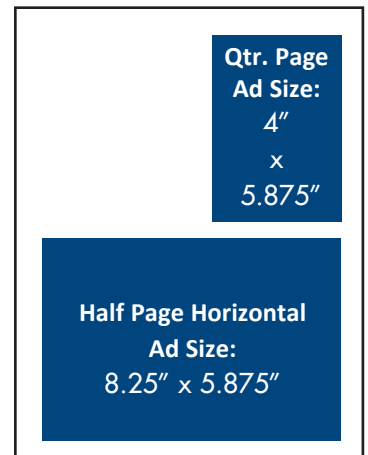 Qtr. Page
Ad Size:
4”
x
5.875”
Half Page Horizontal
Ad Size:
8.25” x 5.875”